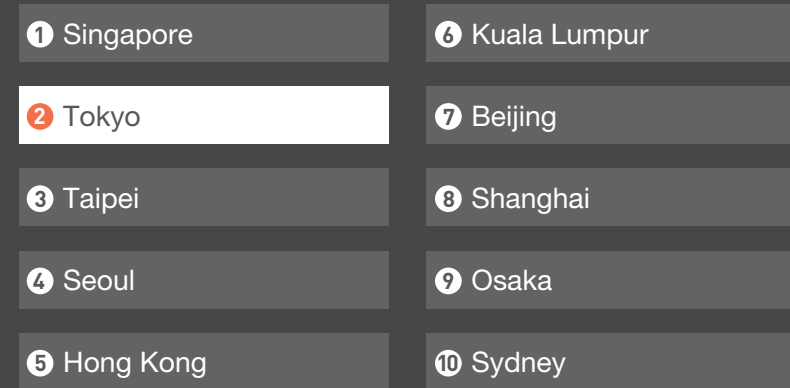 1 Singapore
2 Tokyo
3 Taipei
4 Seoul
5 Hong Kong
6 Kuala Lumpur
7 Beijing
8 Shanghai
9 Osaka
10 Sydney